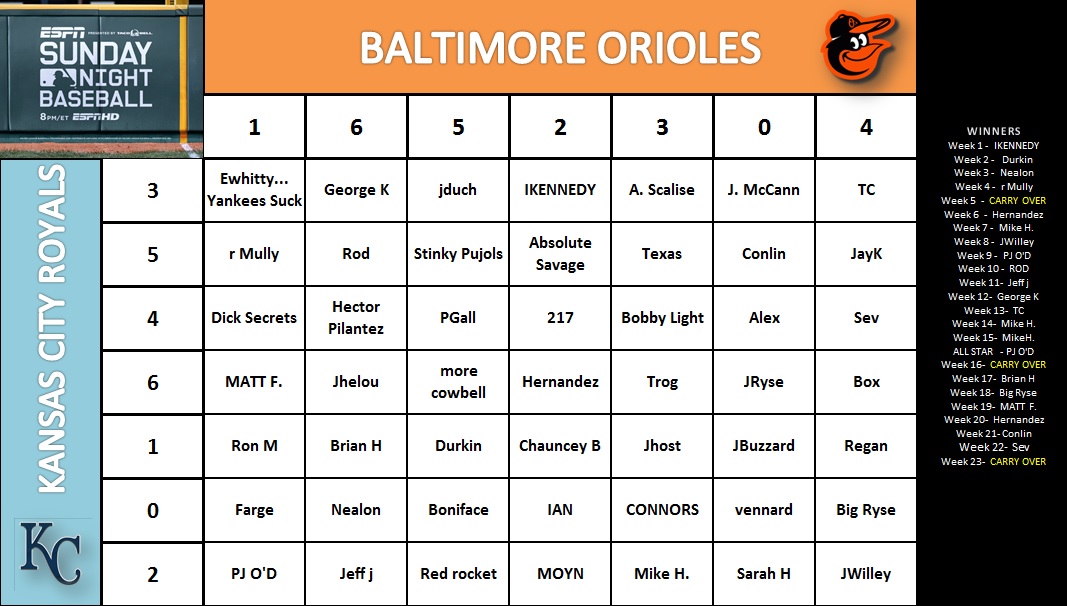 ESPN PRESENTED BY TACO BELL
SUNDAY
NIGHT
BASEBALL
8PM/ET ESPNHD
BALTIMORE ORIOLES
1 6 5 2 3 0 4
KANSAS CITY ROYALS
KC
3 Ewhitty... Yankees Suck George K jduch IKENNEDY A. Scalise J. McCann TC
5 r Mully Rod Stinky Pujols Absolute Savage Texas Conlin JayK
4 Dick Secrets Hector Pilantez PGall 217 Bobby Light Alex Sev
6 MATT F. Jhelou more cowbell Hernandez Trog JRyse Box
1 Ron M Brian H Durkin Chauncey B Jhost JBuzzard Regan
0 Farge Nealon Boniface IAN CONNORS vennard Big Ryse
2 PJ O'D Jeff j Red rocket MOYN Mike H. Sarah H JWilley
WINNERS
Week 1 - IKENNEDY
Week 2 - Durkin
Week 3 - Nealon
Week 4 - r Mully
Week 5 - CARRY OVER
Week 6 - Hernandez
Week 7 - Mike H.
Week 8 - JWilley
Week 9 - PJ O'D
Week 10 - ROD
Week 11- Jeff j
Week 12- George K
Week 13- TC
Week 14- Mike H.
Week 15- MikeH.
ALL STAR - PJ O'D
Week 16- CARRY OVER
Week 17- Brian H
Week 18- Big Ryse
Week 19- MATT F.
Week 20- Hernandez
Week 21- Conlin
Week 22- Sev
Week 23- CARRY OVER